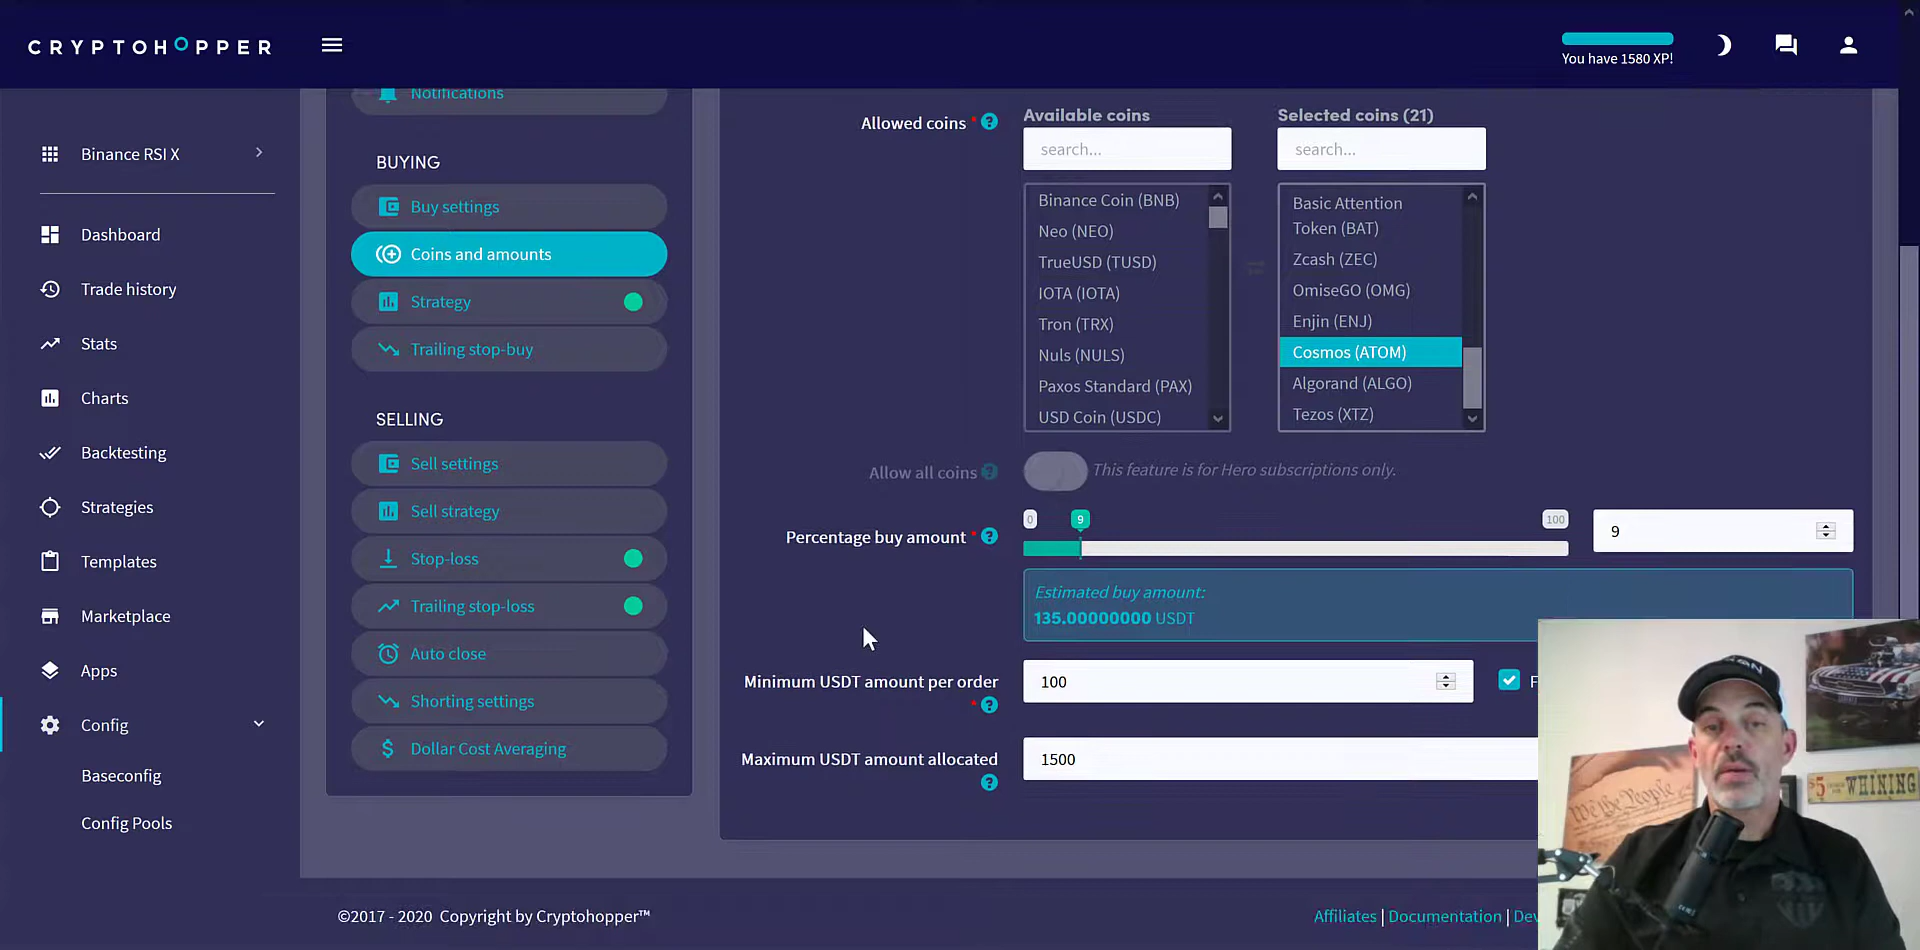 CRYPTOHOPPER
You have 1580 XP!
Binance RSI X
Dashboard
Trade history
Stats
Charts
Backtesting
Strategies
Templates
Marketplace
Apps
Config
Baseconfig
Config Pools
Notifications
BUYING
Buy settings
Coins and amounts
Strategy
Trailing stop-buy
SELLING
Sell settings
Sell strategy
Stop-loss
Trailing stop-loss
Auto close
Shorting settings
Dollar Cost Averaging
Allowed coins * ?
Available coins
search...
Binance Coin (BNB)
Neo (NEO)
TrueUSD (TUSD)
IOTA (IOTA)
Tron (TRX)
Nuls (NULS)
Paxos Standard (PAX)
USD Coin (USDC)
Selected coins (21)
search...
Basic Attention
Token (BAT)
Zcash (ZEC)
OmiseGO (OMG)
Enjin (ENJ)
Cosmos (ATOM)
Algorand (ALGO)
Tezos (XTZ)
Allow all coins ? This feature is for Hero subscriptions only.
Percentage buy amount * ? 0 9 100 9
Estimated buy amount:
135.00000000 USDT
Minimum USDT amount per order * ? 100 F
Maximum USDT amount allocated ? 1500
We the People
$5
WHINING
©2017 - 2020 Copyright by Cryptohopper™
Affiliates | Documentation | Dev